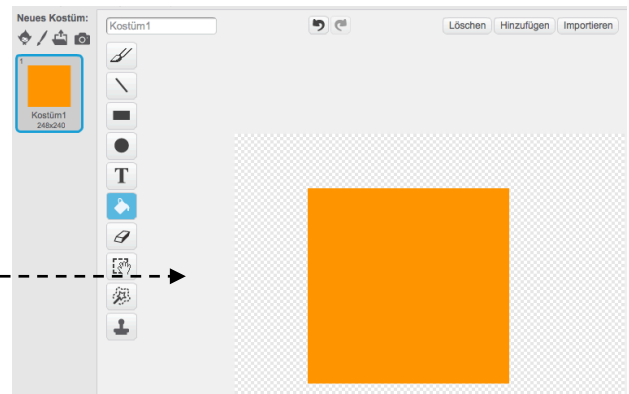 Neues Kostüm:
Kostüm1
Löschen Hinzufügen Importieren
1
Kostüm1
248x240
T